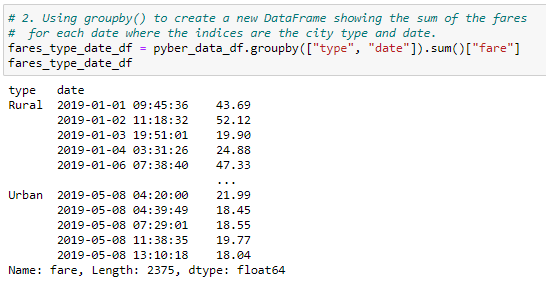 # 2. Using groupby() to create a new DataFrame showing the sum of the fares
#  for each date where the indices are the city type and date.
fares_type_date_df = pyber_data_df.groupby(["type", "date"]).sum()["fare"]
fares_type_date_df
type   date
Rural  2019-01-01 09:45:36    43.69
       2019-01-02 11:18:32    52.12
       2019-01-03 19:51:01    19.90
       2019-01-04 03:31:26    24.88
       2019-01-06 07:38:40    47.33
                              ...
Urban  2019-05-08 04:20:00    21.99
       2019-05-08 04:39:49    18.45
       2019-05-08 07:29:01    18.55
       2019-05-08 11:38:35    19.77
       2019-05-08 13:10:18    18.04
Name: fare, Length: 2375, dtype: float64